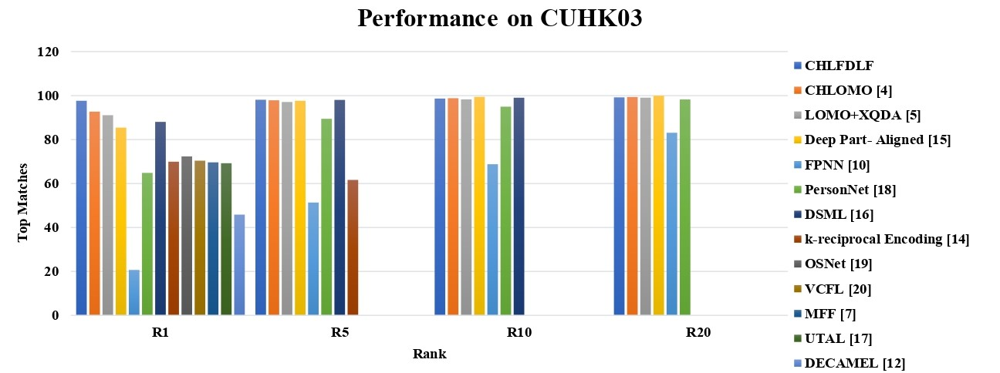 Performance on CUHK03
120
100
80
60
40
20
0
Top Matches
R1 R5 R10 R20
Rank
CHLFDLF
CHLOMO [4]
LOMO+XQDA [5]
Deep Part- Aligned [15]
FPNN [10]
PersonNet [18]
DSML [16]
k-reciprocal Encoding [14]
OSNet [19]
VCFL [20]
MFF [7]
UTAL [17]
DECAMEL [12]